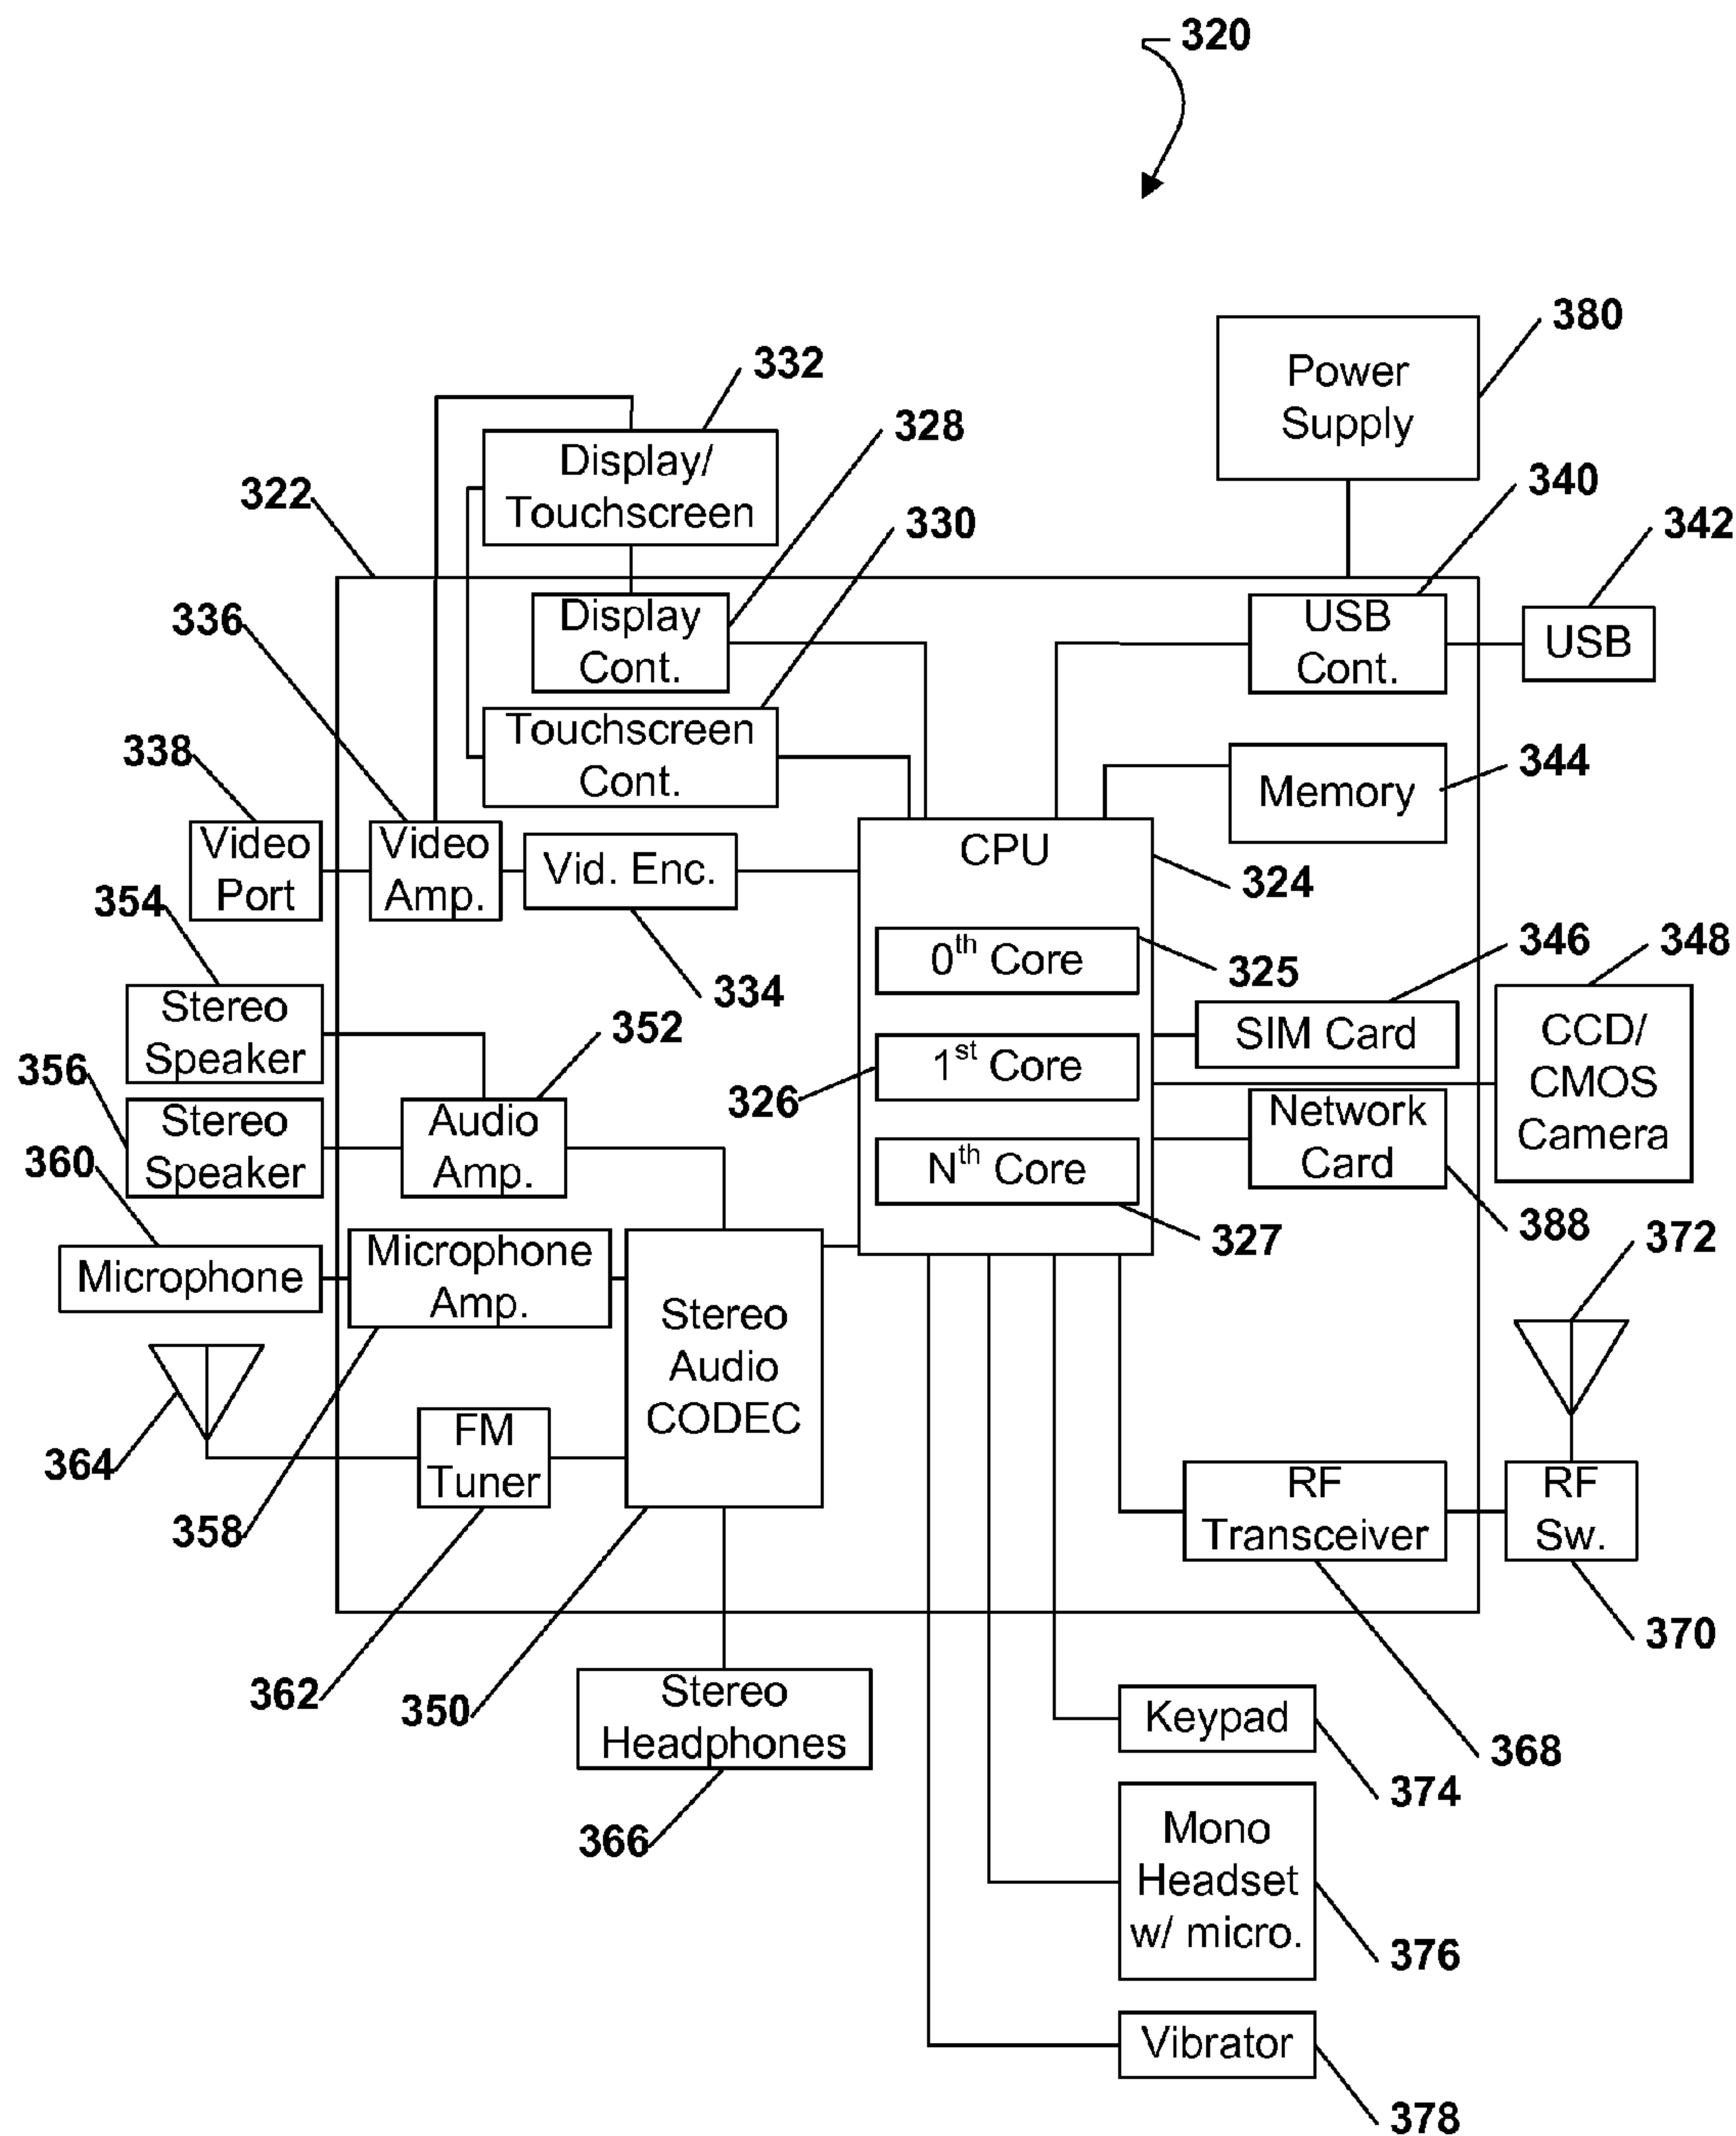 320
380
Power
Supply
332
Display/
Touchscreen
328
322
330
340
342
336
Display
Cont.
USB
Cont.
USB
338
Touchscreen
Cont.
344
Memory
Video
Port
Video
Amp.
Vid. Enc.
CPU
324
354
334
0th Core
325
346
348
Stereo
Speaker
352
SIM Card
CCD/
CMOS
Camera
1st Core
326
356
Stereo
Speaker
Audio
Amp.
Network
Card
Nth Core
327
388
360
372
Microphone
Microphone
Amp.
Stereo
Audio
CODEC
364
FM
Tuner
358
RF
Transceiver
RF
Sw.
370
362
350
Stereo
Headphones
366
Keypad
368
374
Mono
Headset
w/ micro.
376
Vibrator
378